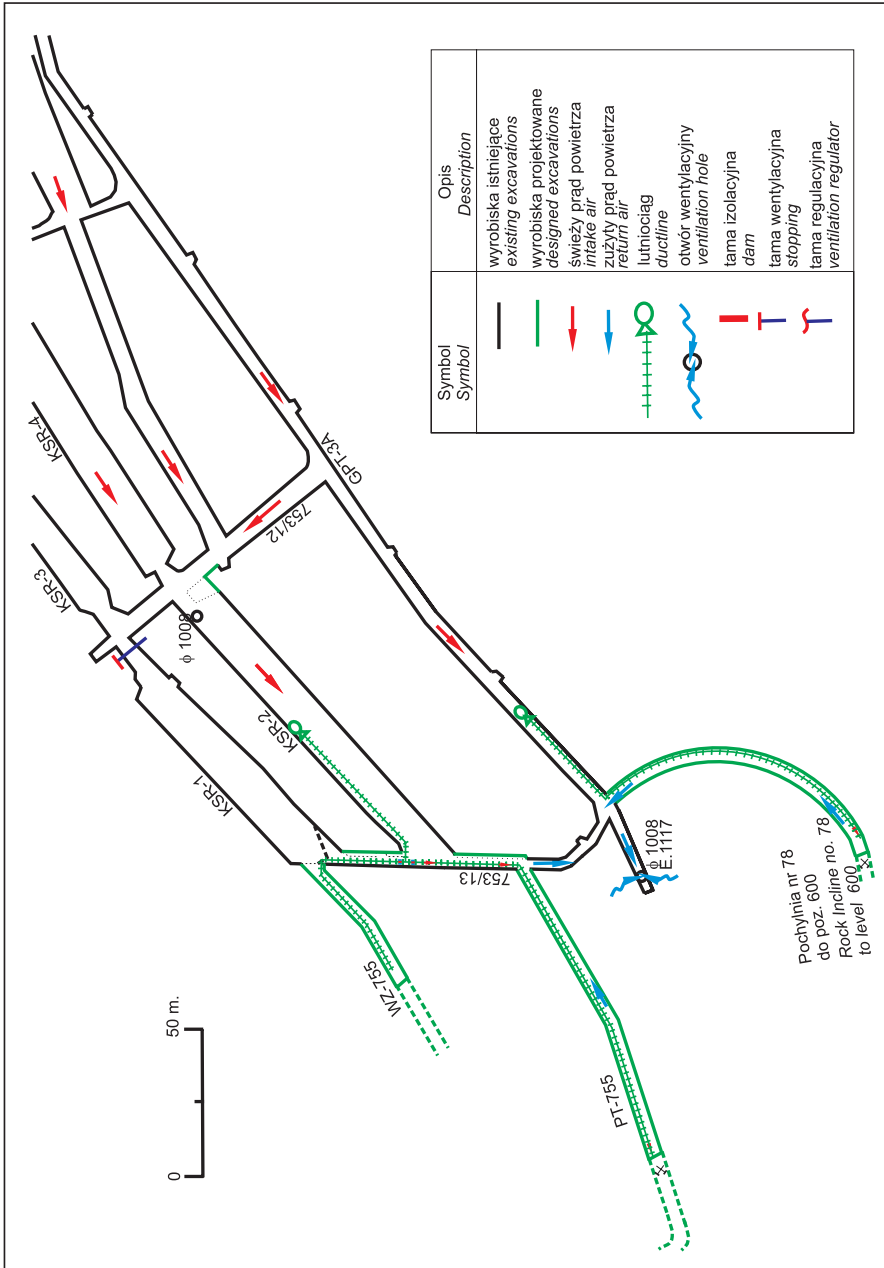 KSR-4
KSR-3
753/12
GPT-3A
ϕ 1008
KSR-2
KSR-1
753/13
ϕ 1008
E.1117
WZ-755
PT-755
Pochylnia nr 78
do poz. 600
Rock Incline no. 78
to level 600
0
50 m.
Symbol
Symbol
Opis
Description
wyrobiska istniejące
existing excavations
wyrobiska projektowane
designed excavations
świeży prąd powietrza
intake air
zużyty prąd powietrza
return air
lutniociąg
ductline
otwór wentylacyjny
ventilation hole
tama izolacyjna
dam
tama wentylacyjna
stopping
tama regulacyjna
ventilation regulator